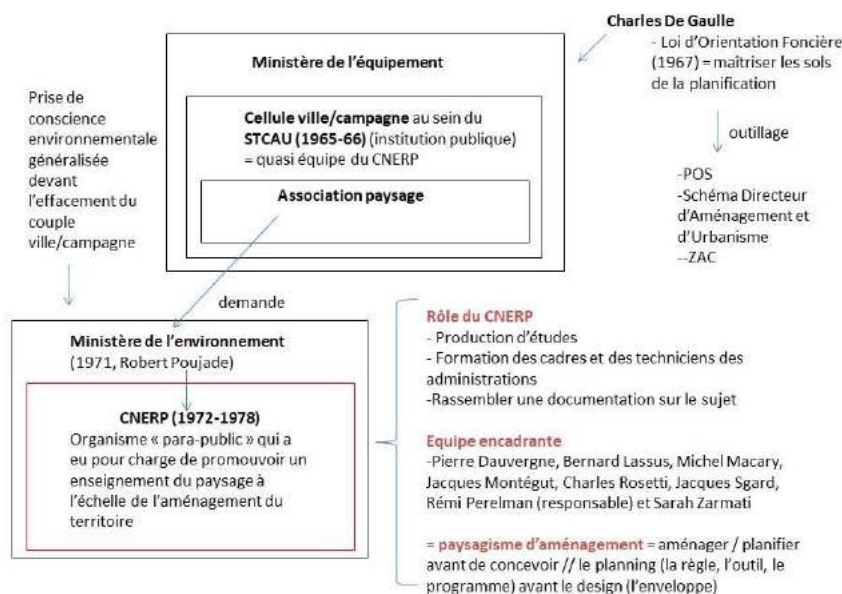 Charles De Gaulle
- Loi d'Orientation Foncière
(1967) = maîtriser les sols
de la planification
outillage
-POS
-Schéma Directeur
d'Aménagement et
d'Urbanisme
--ZAC
Ministère de l'équipement
Cellule ville/campagne au sein du
STCAU (1965-66) (institution publique)
= quasi équipe du CNERP
Association paysage
Prise de
conscience
environnementale
généralisée
devant
l'effacement du
couple
ville/campagne
demande
Ministère de l'environnement
(1971, Robert Poujade)
CNERP (1972-1978)
Organisme « para-public » qui a
eu pour charge de promouvoir un
enseignement du paysage à
l'échelle de l'aménagement du
territoire
Rôle du CNERP
- Production d'études
- Formation des cadres et des techniciens des
administrations
-Rassembler une documentation sur le sujet
Equipe encadrante
-Pierre Dauvergne, Bernard Lassus, Michel Macary,
Jacques Montégut, Charles Rosetti, Jacques Sgard,
Rémi Perelman (responsable) et Sarah Zarmati
= paysagisme d'aménagement = aménager / planifier
avant de concevoir // le planning (la règle, l'outil, le
programme) avant le design (l'enveloppe)